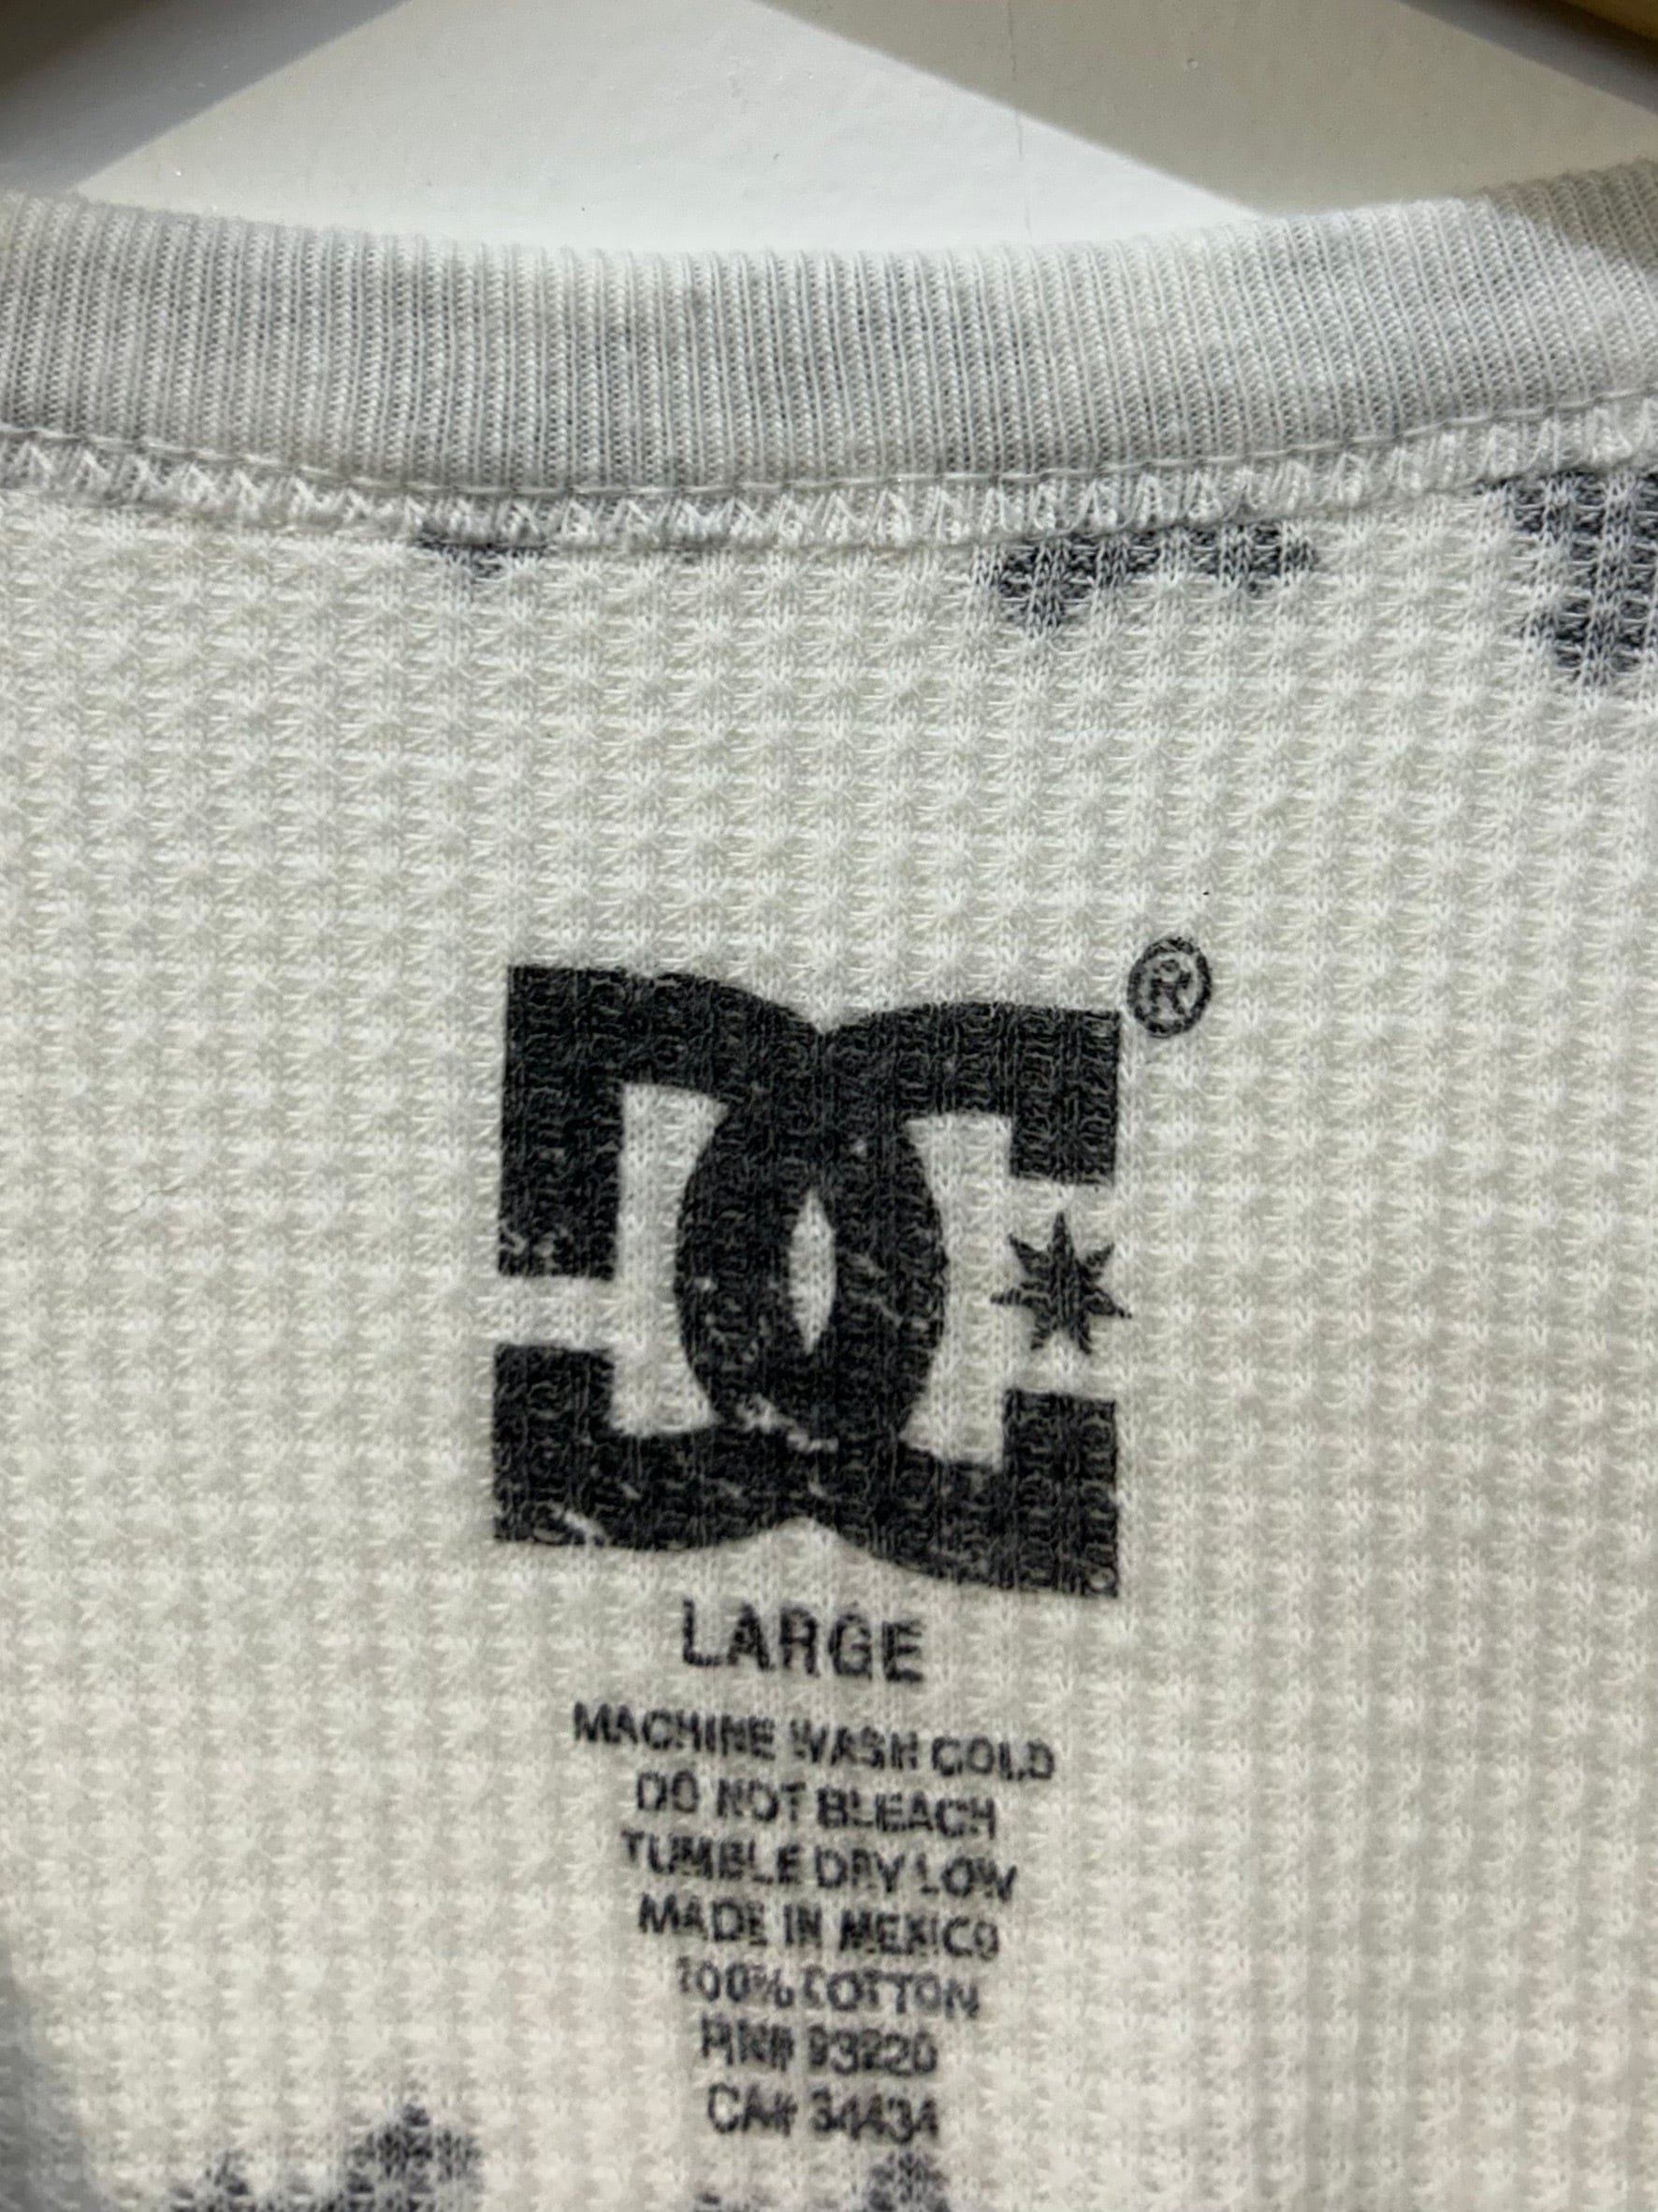 DC®
LARGE
MACHINE WASH COLD
DO NOT BLEACH
TUMBLE DRY LOW
MADE IN MEXICO
100% COTTON
RN# 93220
CA# 34434